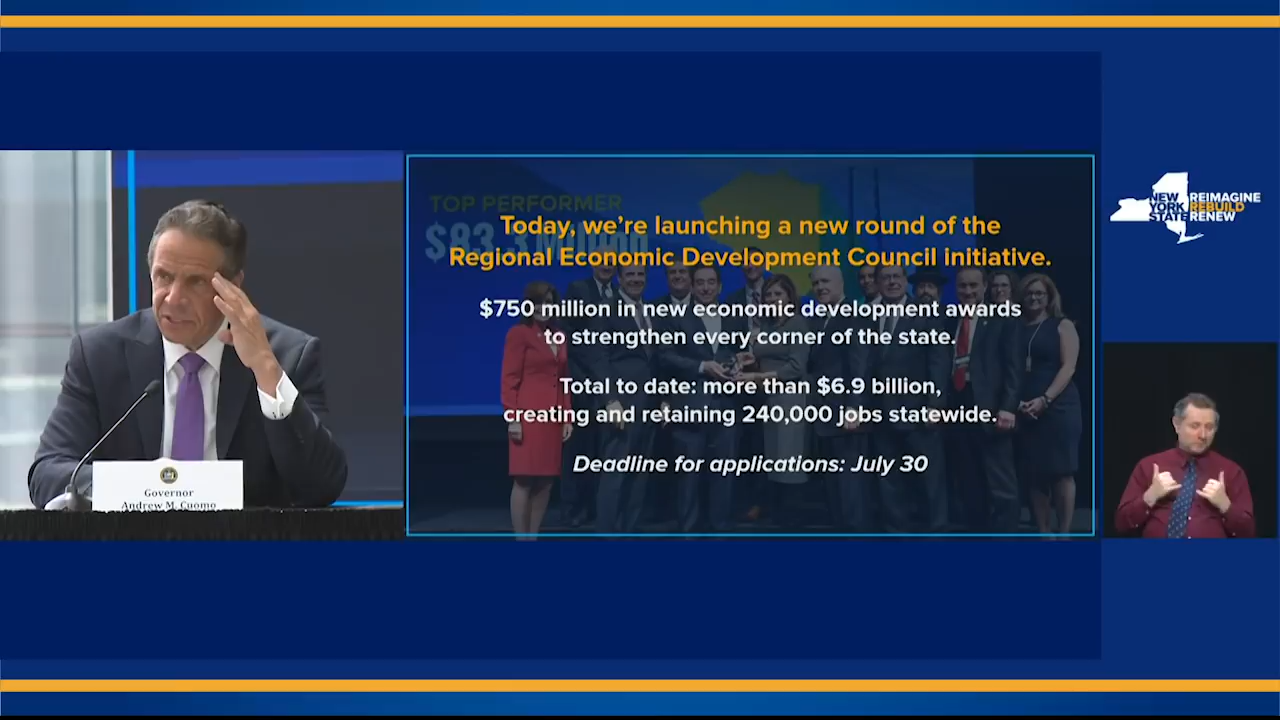 Governor
Andrew M. Cuomo
TOP PERFORMER
$83.3 Million
Today, we're launching a new round of the
Regional Economic Development Council initiative.
$750 million in new economic development awards
to strengthen every corner of the state.
Total to date: more than $6.9 billion,
creating and retaining 240,000 jobs statewide.
Deadline for applications: July 30
NEW
YORK
STATE
REIMAGINE
REBUILD
RENEW